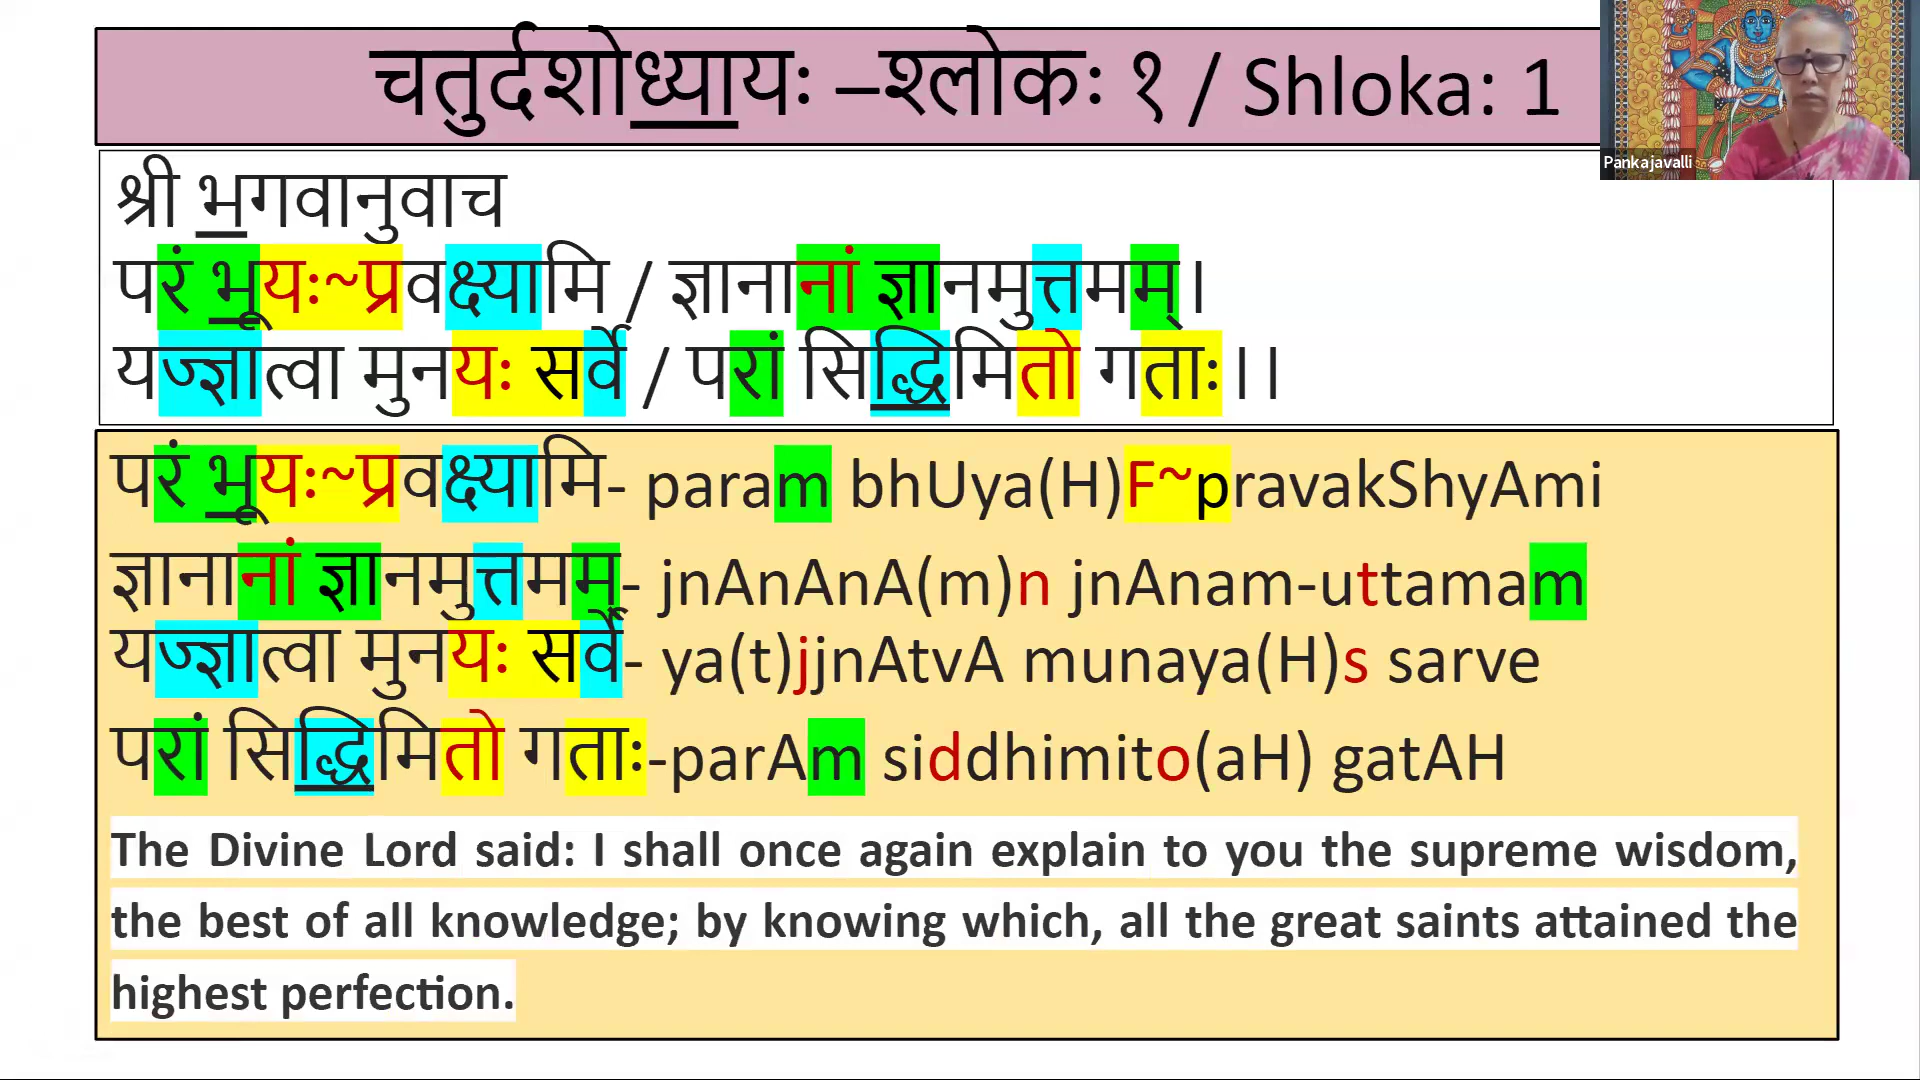 चतुर्दशोध्यायः –श्लोकः १ / Shloka: 1
Pankajavalli
श्री भगवानुवाच
परं भूयः~प्रवक्ष्यामि / ज्ञानानां ज्ञानमुत्तमम्।
यज्ज्ञात्वा मुनयः सर्वे / परां सिद्धिमितो गताः।।
परं भूयः~प्रवक्ष्यामि- param bhUya(H)F~pravakShyAmi
ज्ञानानां ज्ञानमुत्तमम्- jnAnAnA(m)n jnAnam-uttamam
यज्ज्ञात्वा मुनयः सर्वे- ya(t)jjnAtvA munaya(H)s sarve
परां सिद्धिमितो गताः-parAm siddhimito(aH) gatAH
The Divine Lord said: I shall once again explain to you the supreme wisdom,
the best of all knowledge; by knowing which, all the great saints attained the
highest perfection.